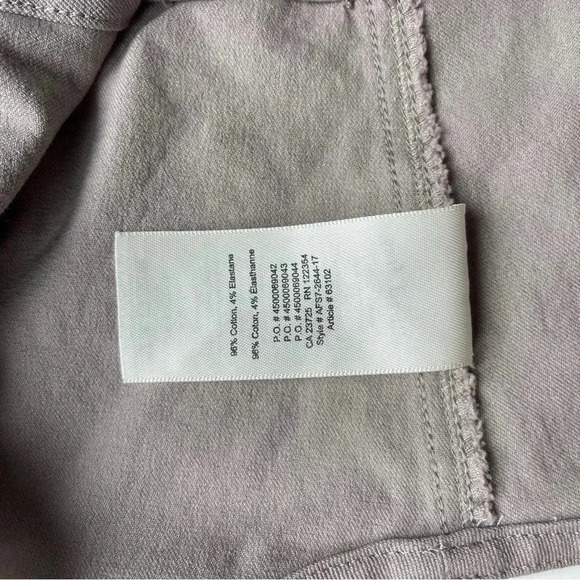 96% Cotton, 4% Elastane
96% Coton, 4% Élasthanne
P.O. # 4500069042
P.O. # 4500069043
P.O. # 4500069044
CA 23725 RN 122354
Style # AFS7-2644-17
Article # 63102